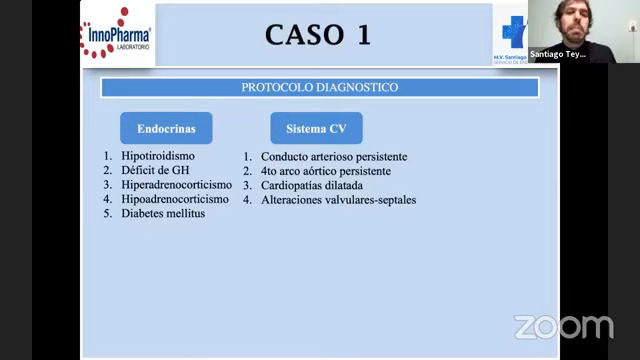 InnoPharma
LABORATORIO
CASO 1
M.V. Santiago
SERVICIO DE EN
Santiago Tey...
PROTOCOLO DIAGNOSTICO
Endocrinas
1. Hipotiroidismo
2. Déficit de GH
3. Hiperadrenocorticismo
4. Hipoadrenocorticismo
5. Diabetes mellitus
Sistema CV
1. Conducto arterioso persistente
2. 4to arco aórtico persistente
3. Cardiopatías dilatada
4. Alteraciones valvulares-septales
zoom